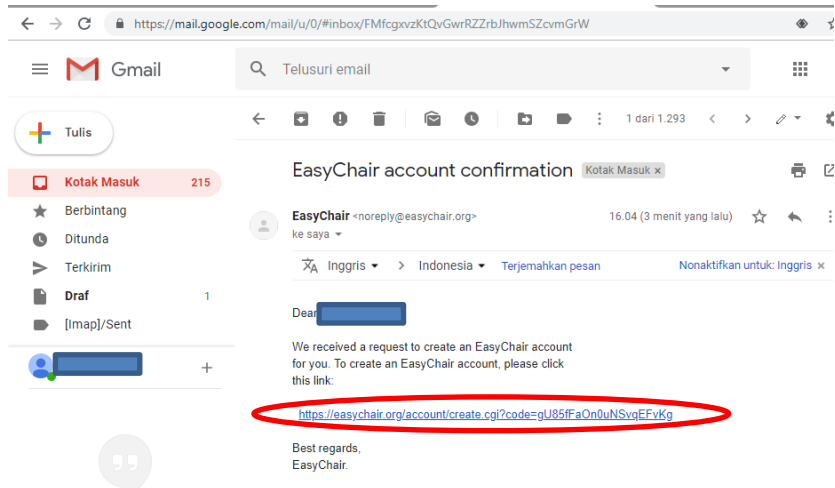 https://mail.google.com/mail/u/0/#inbox/FMfcgxvzKtQvGwrRZZrbJhwmSZcvmGrW
Gmail
Telusuri email
Tulis
1 dari 1.293
Kotak Masuk 215
Berbintang
Ditunda
Terkirim
Draf 1
[Imap]/Sent
EasyChair account confirmation Kotak Masuk x
EasyChair <noreply@easychair.org> 16.04 (3 menit yang lalu)
ke saya
Inggris > Indonesia Terjemahkan pesan Nonaktifkan untuk: Inggris x
Dear
We received a request to create an EasyChair account
for you. To create an EasyChair account, please click
this link:
https://easychair.org/account/create.cgi?code=gU85fFaOn0uNSvqEFvKg
Best regards,
EasyChair.